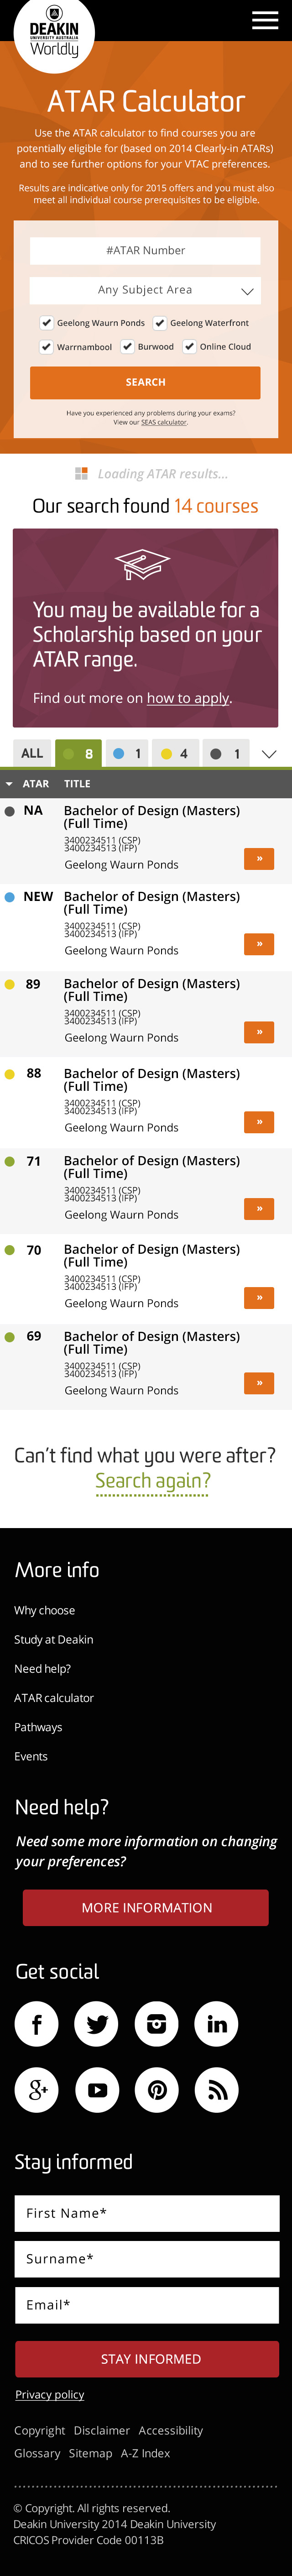 DEAKIN
UNIVERSITY AUSTRALIA
Worldly
ATAR Calculator
Use the ATAR calculator to find courses you are
potentially eligible for (based on 2014 Clearly-in ATARs)
and to see further options for your VTAC preferences.
Results are indicative only for 2015 offers and you must also
meet all individual course prerequisites to be eligible.
#ATAR Number
Any Subject Area
Geelong Waurn Ponds Geelong Waterfront
Warrnambool Burwood Online Cloud
SEARCH
Have you experienced any problems during your exams?
View our SEAS calculator.
Loading ATAR results...
Our search found 14 courses
You may be available for a
Scholarship based on your
ATAR range.
Find out more on how to apply.
ALL 8 1 4 1
ATAR TITLE
NA Bachelor of Design (Masters)
(Full Time)
3400234511 (CSP)
3400234513 (IFP)
Geelong Waurn Ponds »
NEW Bachelor of Design (Masters)
(Full Time)
3400234511 (CSP)
3400234513 (IFP)
Geelong Waurn Ponds »
89 Bachelor of Design (Masters)
(Full Time)
3400234511 (CSP)
3400234513 (IFP)
Geelong Waurn Ponds »
88 Bachelor of Design (Masters)
(Full Time)
3400234511 (CSP)
3400234513 (IFP)
Geelong Waurn Ponds »
71 Bachelor of Design (Masters)
(Full Time)
3400234511 (CSP)
3400234513 (IFP)
Geelong Waurn Ponds »
70 Bachelor of Design (Masters)
(Full Time)
3400234511 (CSP)
3400234513 (IFP)
Geelong Waurn Ponds »
69 Bachelor of Design (Masters)
(Full Time)
3400234511 (CSP)
3400234513 (IFP)
Geelong Waurn Ponds »
Can't find what you were after?
Search again?
More info
Why choose
Study at Deakin
Need help?
ATAR calculator
Pathways
Events
Need help?
Need some more information on changing
your preferences?
MORE INFORMATION
Get social
Stay informed
First Name*
Surname*
Email*
STAY INFORMED
Privacy policy
Copyright Disclaimer Accessibility
Glossary Sitemap A-Z Index
© Copyright. All rights reserved.
Deakin University 2014 Deakin University
CRICOS Provider Code 00113B